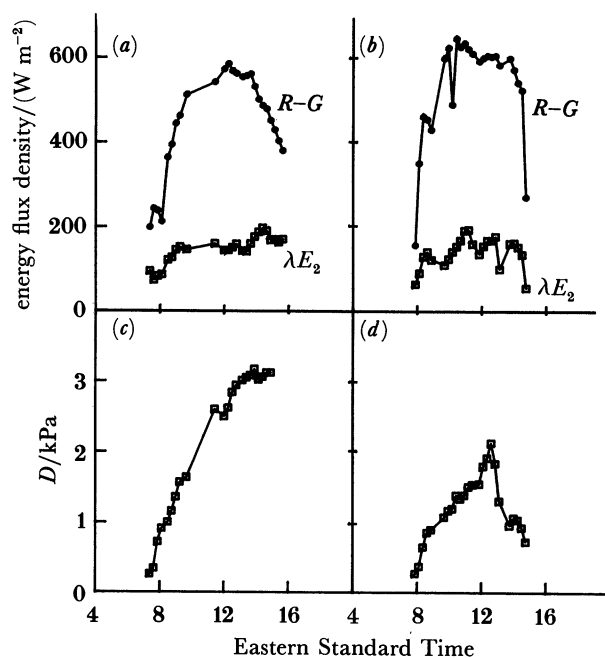 energy flux density/(W m⁻²)
600
400
200
0
(a)
R–G
λE₂
(b)
R–G
λE₂
D/kPa
3
2
1
0
(c)
(d)
4 8 12 16 8 12 16
Eastern Standard Time